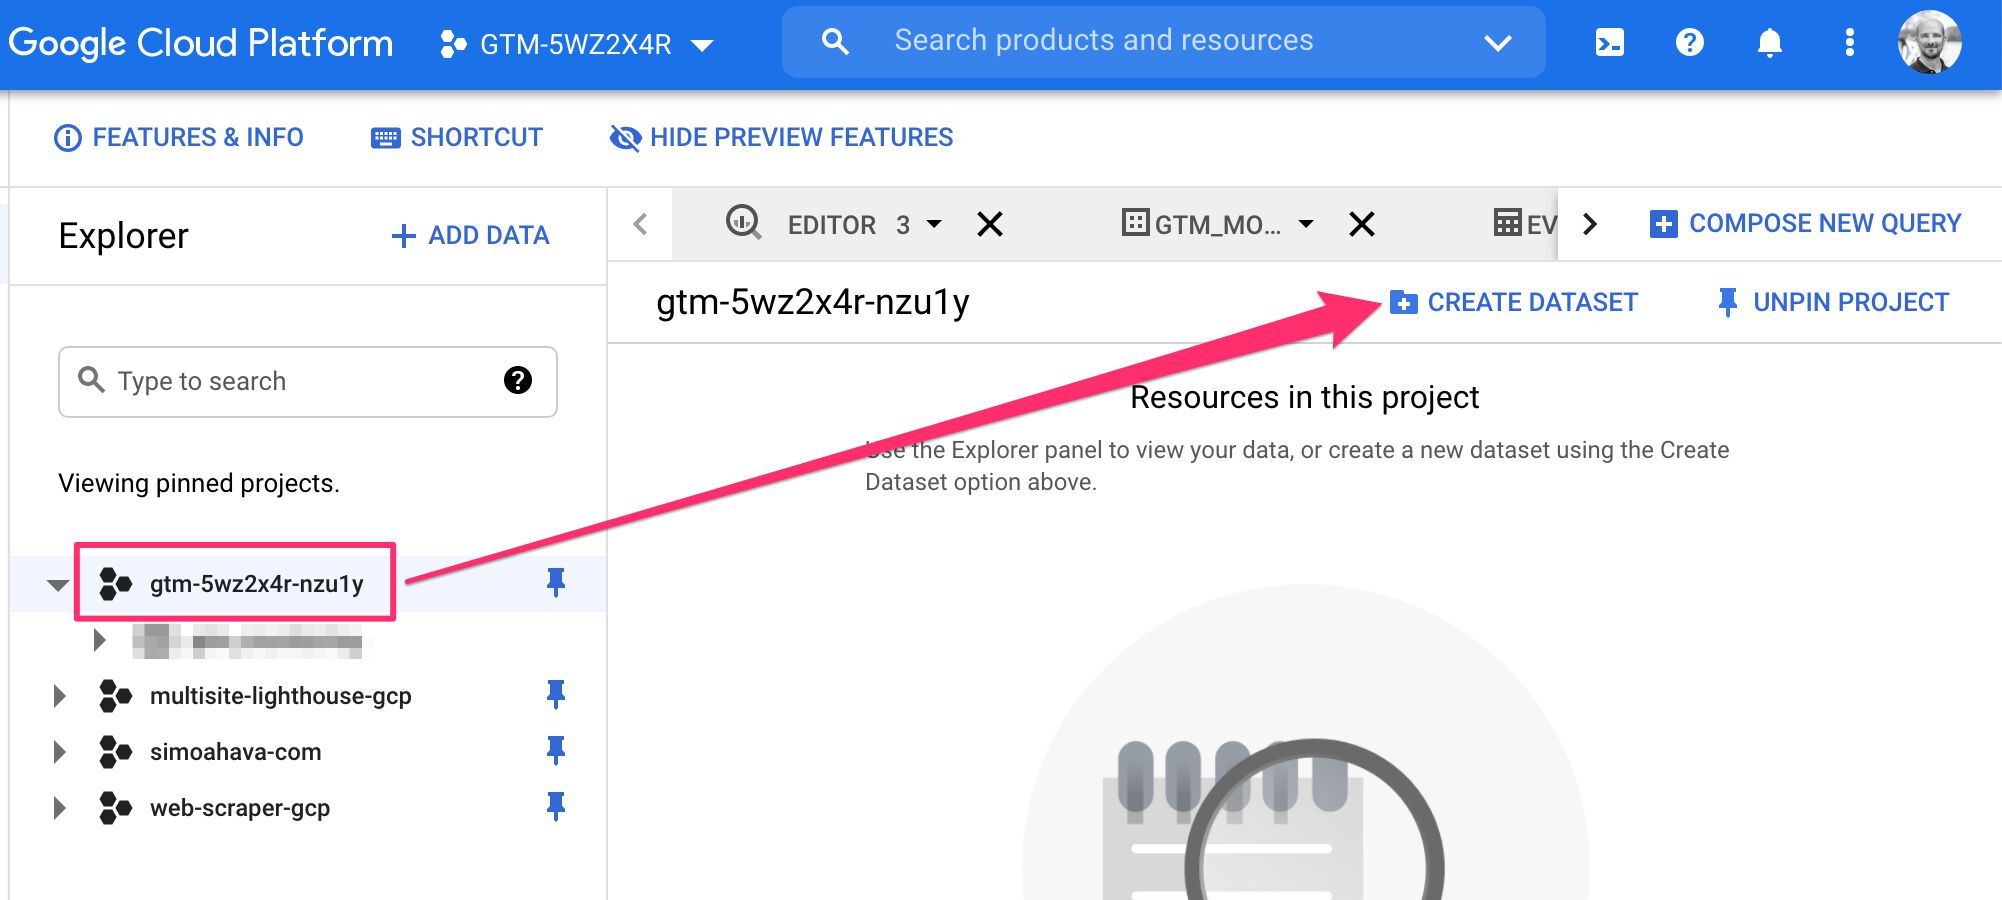 Google Cloud Platform
GTM-5WZ2X4R
Search products and resources
FEATURES & INFO
SHORTCUT
HIDE PREVIEW FEATURES
Explorer
ADD DATA
EDITOR 3
GTM_MO...
EV
COMPOSE NEW QUERY
gtm-5wz2x4r-nzu1y
CREATE DATASET
UNPIN PROJECT
Type to search
Resources in this project
Use the Explorer panel to view your data, or create a new dataset using the Create
Dataset option above.
Viewing pinned projects.
gtm-5wz2x4r-nzu1y
multisite-lighthouse-gcp
simoahava-com
web-scraper-gcp